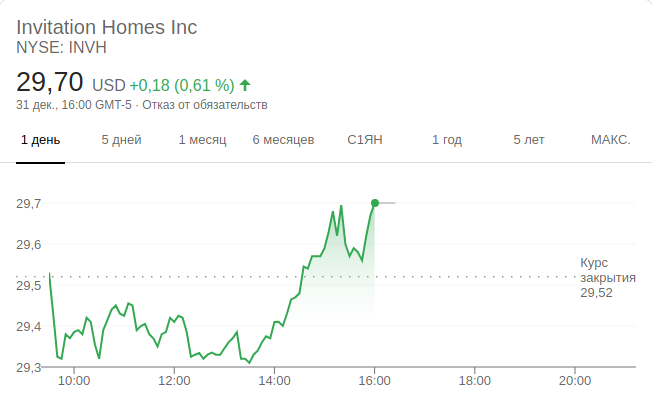 Invitation Homes Inc
NYSE: INVH
29,70 USD +0,18 (0,61 %)
31 дек., 16:00 GMT-5 · Отказ от обязательств
1 день 5 дней 1 месяц 6 месяцев С1ЯН 1 год 5 лет МАКС.
29,7
29,6
29,5
29,4
29,3
Курс
закрытия
29,52
10:00 12:00 14:00 16:00 18:00 20:00